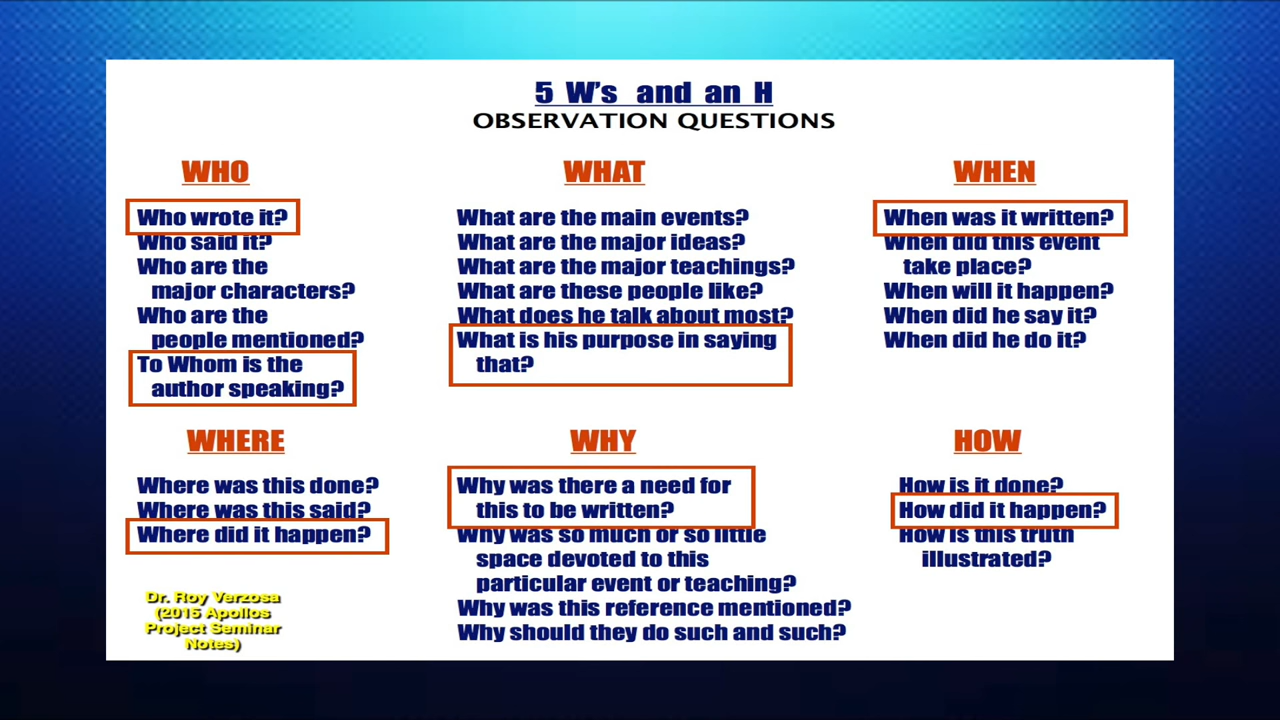 5 W's and an H
OBSERVATION QUESTIONS
WHO
Who wrote it?
Who said it?
Who are the
major characters?
Who are the
people mentioned?
To Whom is the
author speaking?
WHAT
What are the main events?
What are the major ideas?
What are the major teachings?
What are these people like?
What does he talk about most?
What is his purpose in saying
that?
WHEN
When was it written?
When did this event
take place?
When will it happen?
When did he say it?
When did he do it?
WHERE
Where was this done?
Where was this said?
Where did it happen?
WHY
Why was there a need for
this to be written?
Why was so much or so little
space devoted to this
particular event or teaching?
Why was this reference mentioned?
Why should they do such and such?
HOW
How is it done?
How did it happen?
How is this truth
illustrated?
Dr. Roy Verzosa
(2015 Apollos
Project Seminar
Notes)